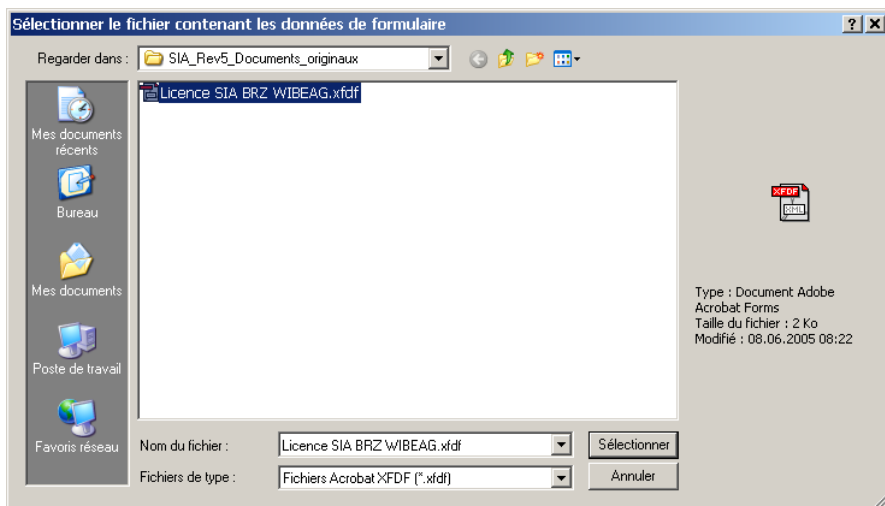 Sélectionner le fichier contenant les données de formulaire
Regarder dans :
SIA_Rev5_Documents_originaux
Licence SIA BRZ WIBEAG.xfdf
Mes documents
récents
Bureau
Mes documents
Poste de travail
Favoris réseau
XFDF
XML
Type : Document Adobe
Acrobat Forms
Taille du fichier : 2 Ko
Modifié : 08.06.2005 08:22
Nom du fichier :
Licence SIA BRZ WIBEAG.xfdf
Sélectionner
Fichiers de type :
Fichiers Acrobat XFDF (*.xfdf)
Annuler